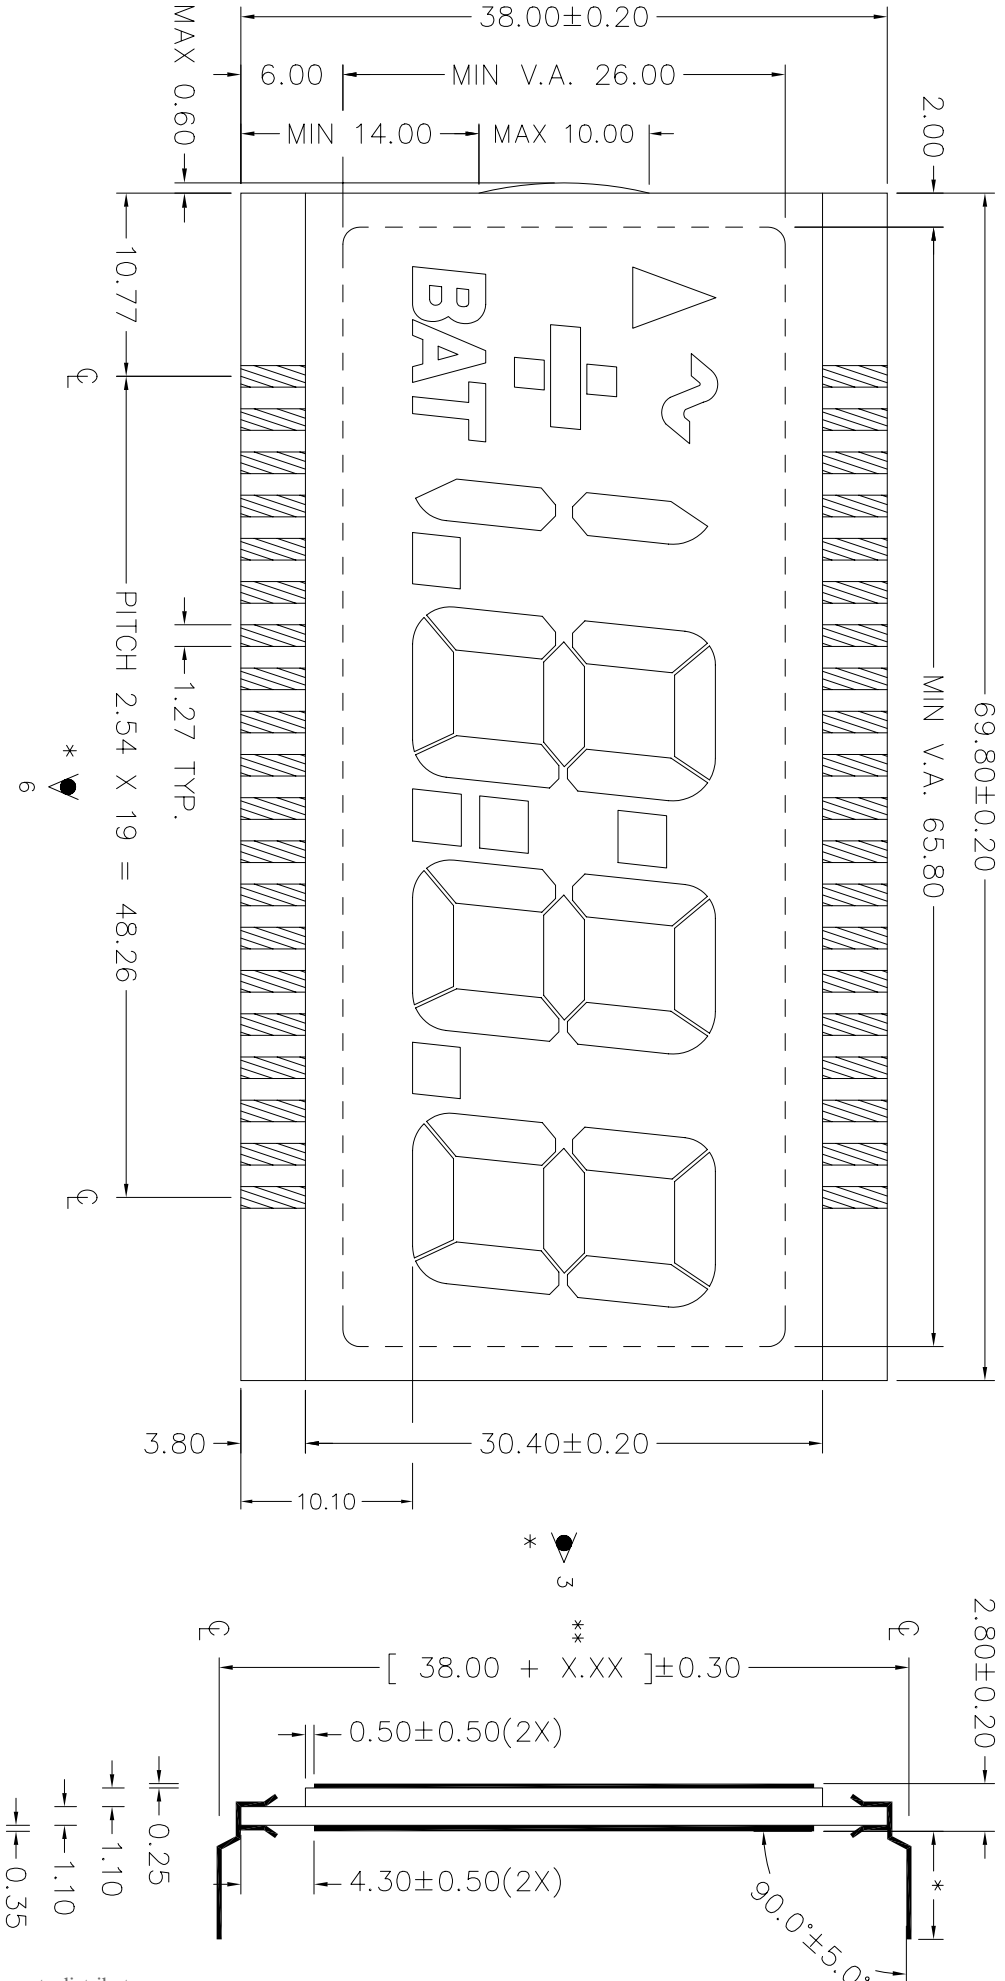 38.00±0.20
6.00
MIN V.A. 26.00
MIN 14.00
MAX 10.00
MAX 0.60
2.00
69.80±0.20
MIN V.A. 65.80
10.77
℄
BAT
~
1.27 TYP.
PITCH 2.54 X 19 = 48.26
*
6
℄
3.80
30.40±0.20
10.10
*
3
**
[ 38.00 + X.XX ]±0.30
℄
℄
2.80±0.20
0.50±0.50(2X)
4.30±0.50(2X)
0.25
1.10
1.10
0.35
*
90.0°±5.0°